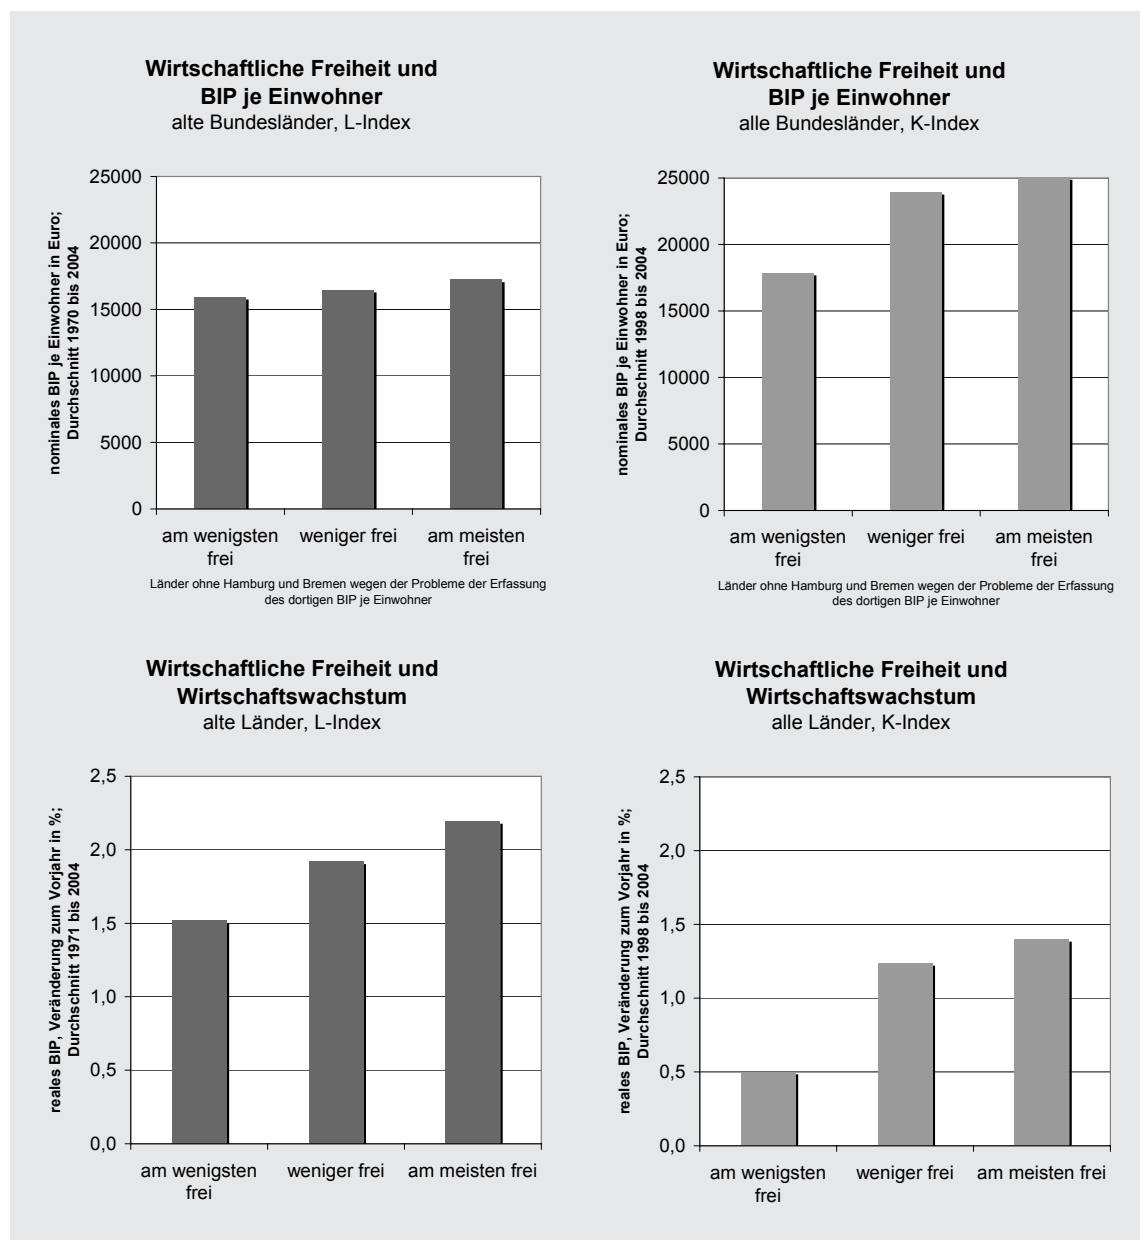 Wirtschaftliche Freiheit und
BIP je Einwohner
alte Bundesländer, L-Index
nominales BIP je Einwohner in Euro;
Durchschnitt 1970 bis 2004
25000
20000
15000
10000
5000
0
am wenigsten
frei
weniger frei
am meisten
frei
Länder ohne Hamburg und Bremen wegen der Probleme der Erfassung
des dortigen BIP je Einwohner
Wirtschaftliche Freiheit und
BIP je Einwohner
alle Bundesländer, K-Index
nominales BIP je Einwohner in Euro;
Durchschnitt 1998 bis 2004
25000
20000
15000
10000
5000
0
am wenigsten
frei
weniger frei
am meisten
frei
Länder ohne Hamburg und Bremen wegen der Probleme der Erfassung
des dortigen BIP je Einwohner
Wirtschaftliche Freiheit und
Wirtschaftswachstum
alte Länder, L-Index
reales BIP, Veränderung zum Vorjahr in %;
Durchschnitt 1971 bis 2004
2,5
2,0
1,5
1,0
0,5
0,0
am wenigsten
frei
weniger frei
am meisten frei
Wirtschaftliche Freiheit und
Wirtschaftswachstum
alle Länder, K-Index
reales BIP, Veränderung zum Vorjahr in %;
Durchschnitt 1998 bis 2004
2,5
2,0
1,5
1,0
0,5
0,0
am wenigsten
frei
weniger frei
am meisten frei